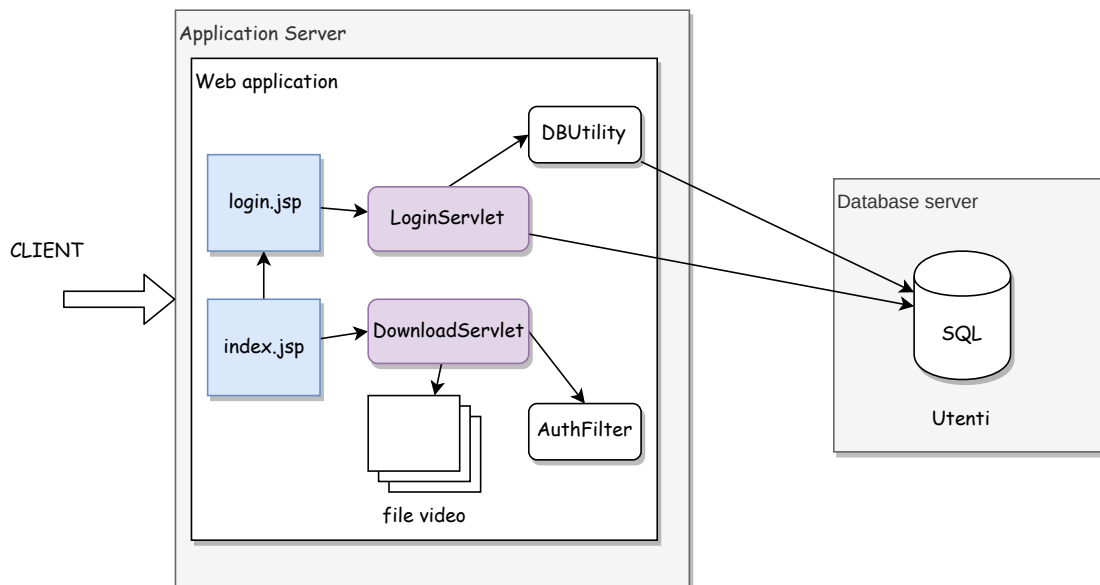 Application Server
Web application
DBUtility
login.jsp
LoginServlet
Database server
CLIENT
SQL
index.jsp
DownloadServlet
AuthFilter
Utenti
file video